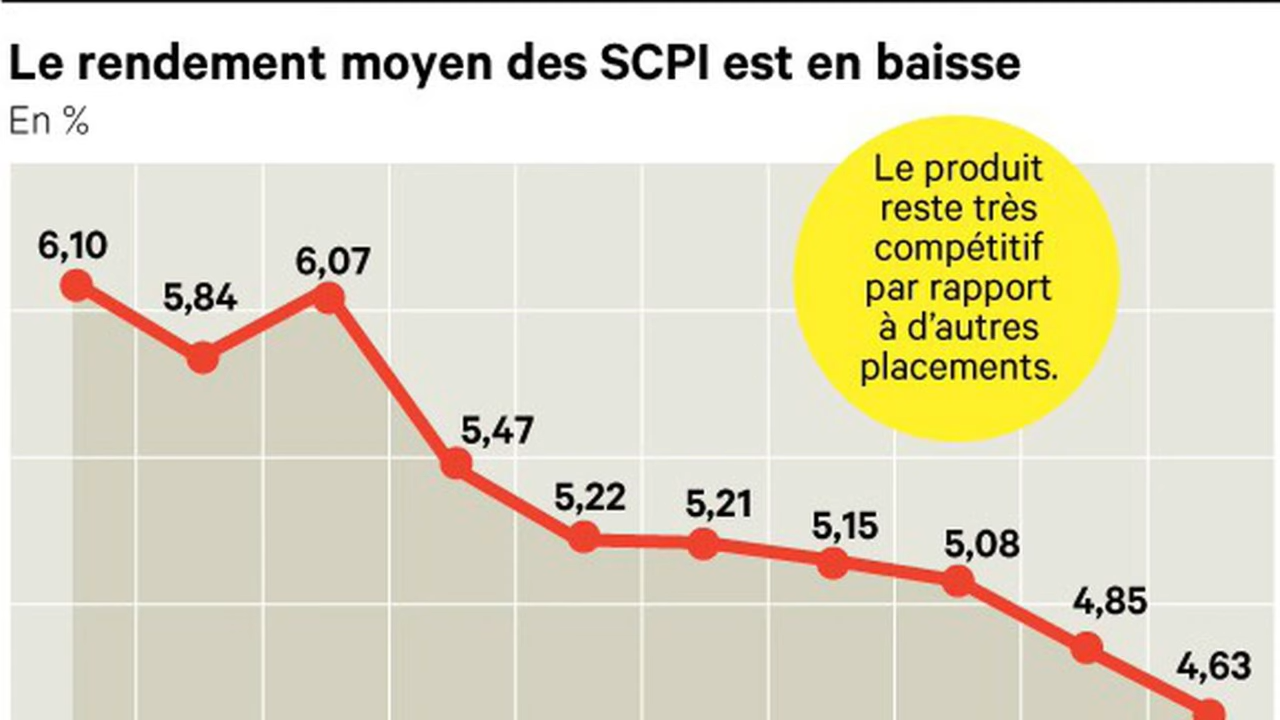 Le rendement moyen des SCPI est en baisse
En %
Le produit
reste très
compétitif
par rapport
à d'autres
placements.
6,10
5,84
6,07
5,47
5,22
5,21
5,15
5,08
4,85
4,63